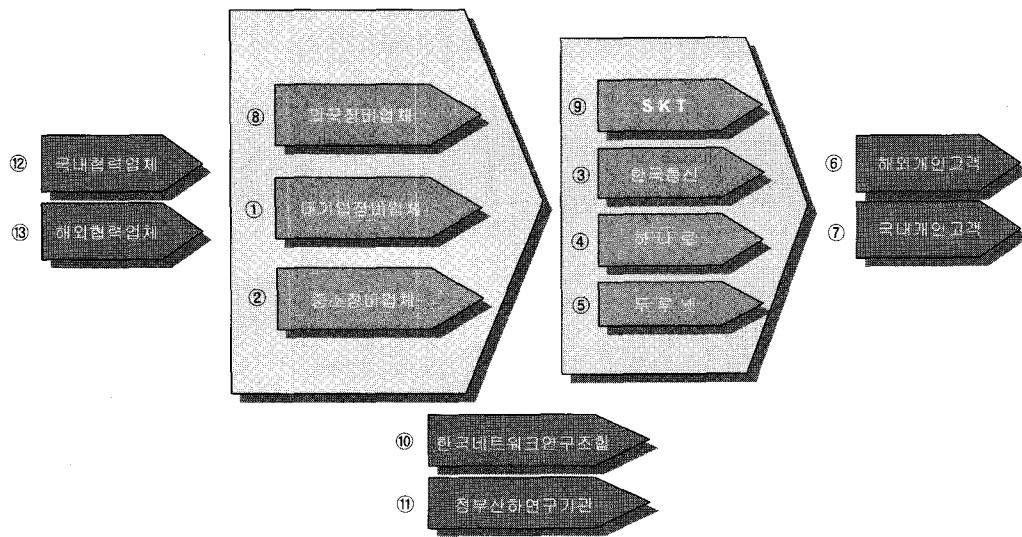 ⑫ 국내협력업체
⑬ 해외협력업체
⑧ 외국장비업체
① 대기업장비업체
② 중소장비업체
⑨ SKT
③ 한국통신
④ 하나로
⑤ 두루넷
⑥ 해외개인고객
⑦ 국내개인고객
⑩ 한국네트워크연구조합
⑪ 정부산하연구기관